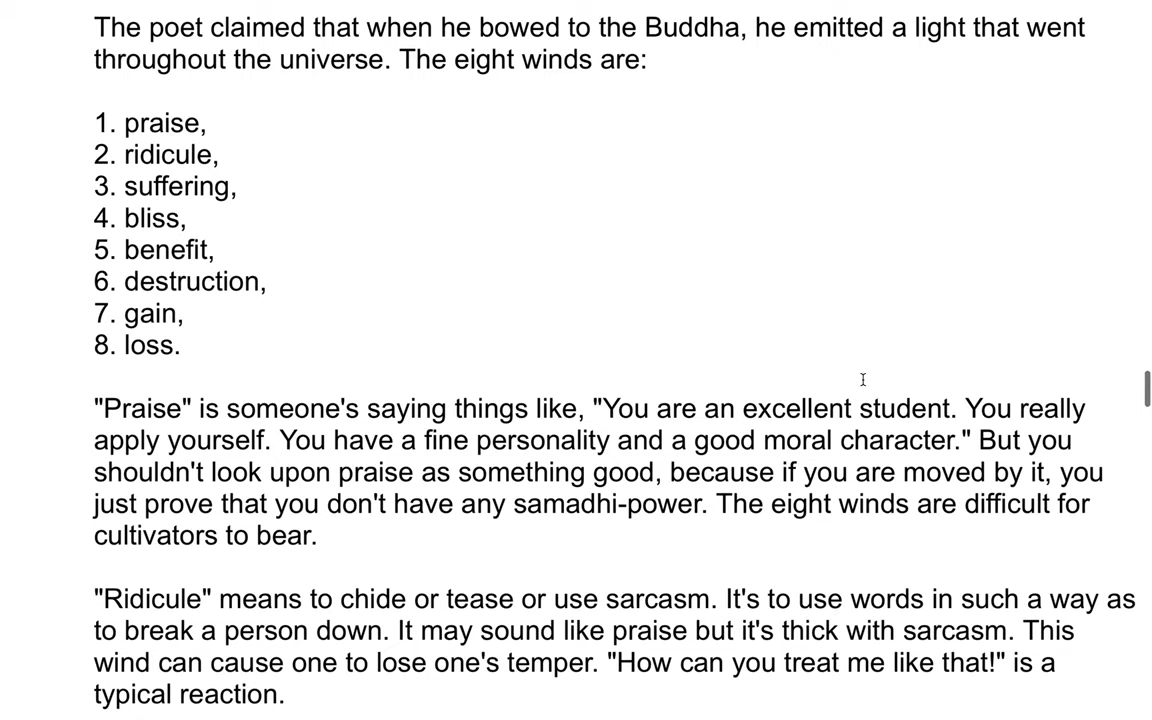 The poet claimed that when he bowed to the Buddha, he emitted a light that went
throughout the universe. The eight winds are:
1. praise,
2. ridicule,
3. suffering,
4. bliss,
5. benefit,
6. destruction,
7. gain,
8. loss.
"Praise" is someone's saying things like, "You are an excellent student. You really
apply yourself. You have a fine personality and a good moral character." But you
shouldn't look upon praise as something good, because if you are moved by it, you
just prove that you don't have any samadhi-power. The eight winds are difficult for
cultivators to bear.
"Ridicule" means to chide or tease or use sarcasm. It's to use words in such a way as
to break a person down. It may sound like praise but it's thick with sarcasm. This
wind can cause one to lose one's temper. "How can you treat me like that!" is a
typical reaction.